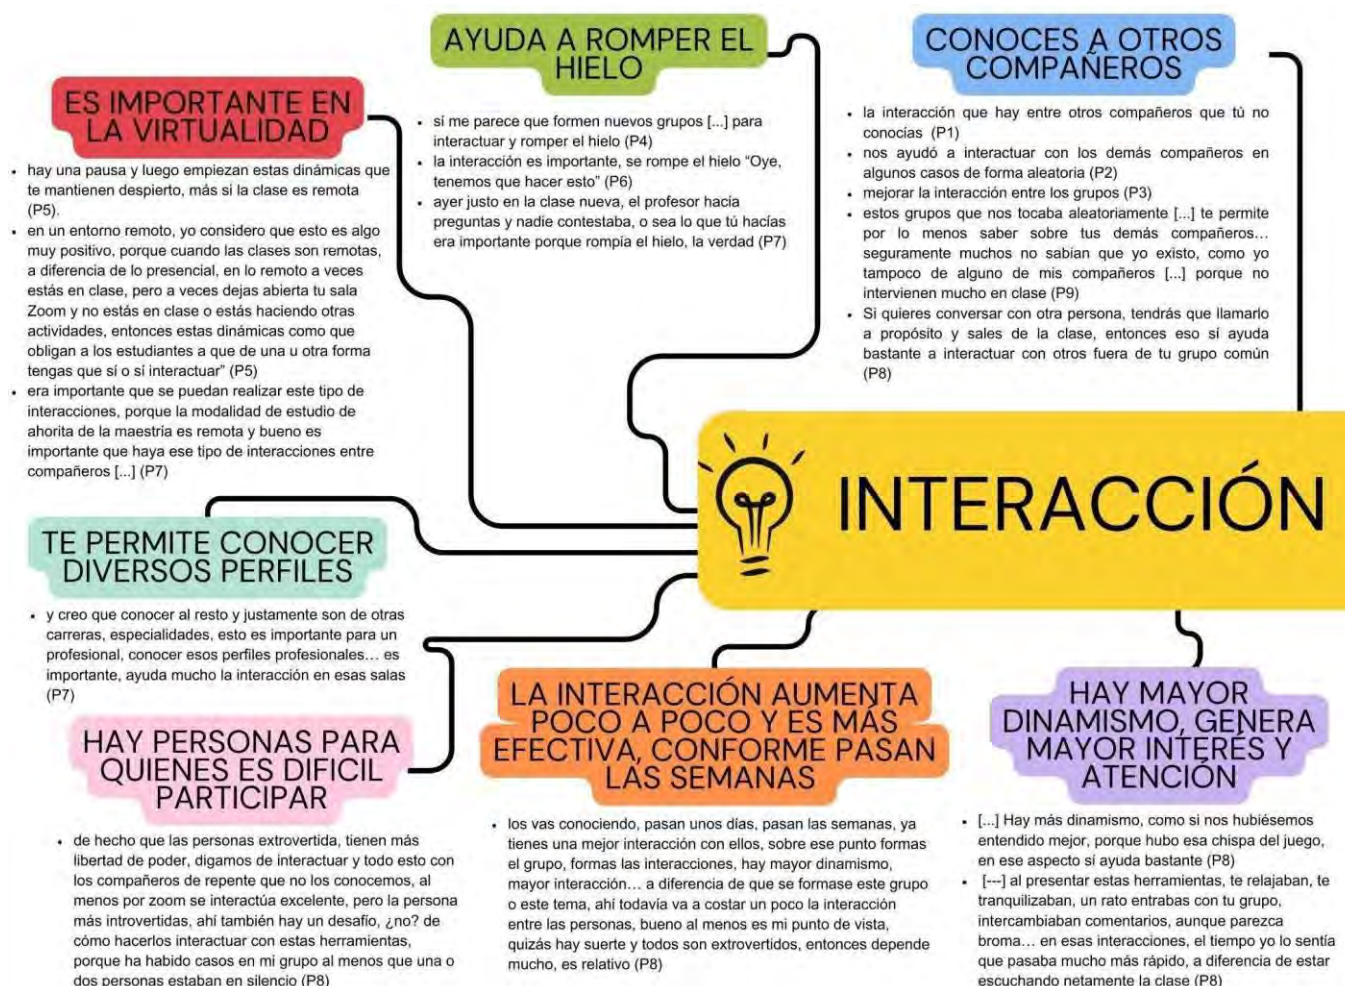 ES IMPORTANTE EN
LA VIRTUALIDAD
• hay una pausa y luego empiezan estas dinámicas que
te mantienen despierto, más si la clase es remota
(P5).
• en un entorno remoto, yo considero que esto es algo
muy positivo, porque cuando las clases son remotas,
a diferencia de lo presencial, en lo remoto a veces
estás en clase, pero a veces dejas abierta tu sala
Zoom y no estás en clase o estás haciendo otras
actividades, entonces estas dinámicas como que
obligan a los estudiantes a que de una u otra forma
tengas que sí o sí interactuar” (P5)
• era importante que se puedan realizar este tipo de
interacciones, porque la modalidad de estudio de
ahorita de la maestría es remota y bueno es
importante que haya ese tipo de interacciones entre
compañeros [...] (P7)
AYUDA A ROMPER EL
HIELO
• sí me parece que formen nuevos grupos [...] para
interactuar y romper el hielo (P4)
• la interacción es importante, se rompe el hielo “Oye,
tenemos que hacer esto” (P6)
• ayer justo en la clase nueva, el profesor hacía
preguntas y nadie contestaba, o sea lo que tú hacías
era importante porque rompía el hielo, la verdad (P7)
CONOCES A OTROS
COMPAÑEROS
• la interacción que hay entre otros compañeros que tú no
conocías (P1)
• nos ayudó a interactuar con los demás compañeros en
algunos casos de forma aleatoria (P2)
• mejorar la interacción entre los grupos (P3)
• estos grupos que nos tocaba aleatoriamente [...] te permite
por lo menos saber sobre tus demás compañeros...
seguramente muchos no sabían que yo existo, como yo
tampoco de alguno de mis compañeros [...] porque no
intervienen mucho en clase (P9)
• Si quieres conversar con otra persona, tendrás que llamarlo
a propósito y sales de la clase, entonces eso sí ayuda
bastante a interactuar con otros fuera de tu grupo común
(P8)
INTERACCIÓN
TE PERMITE CONOCER
DIVERSOS PERFILES
• y creo que conocer al resto y justamente son de otras
carreras, especialidades, esto es importante para un
profesional, conocer esos perfiles profesionales... es
importante, ayuda mucho la interacción en esas salas
(P7)
HAY PERSONAS PARA
QUIENES ES DIFICIL
PARTICIPAR
• de hecho que las personas extrovertida, tienen más
libertad de poder, digamos de interactuar y todo esto con
los compañeros de repente que no los conocemos, al
menos por zoom se interactúa excelente, pero la persona
más introvertidas, ahí también hay un desafío, ¿no? de
cómo hacerlos interactuar con estas herramientas,
porque ha habido casos en mi grupo al menos que una o
dos personas estaban en silencio (P8)
LA INTERACCIÓN AUMENTA
POCO A POCO Y ES MÁS
EFECTIVA, CONFORME PASAN
LAS SEMANAS
• los vas conociendo, pasan unos días, pasan las semanas, ya
tienes una mejor interacción con ellos, sobre ese punto formas
el grupo, formas las interacciones, hay mayor dinamismo,
mayor interacción... a diferencia de que se formase este grupo
o este tema, ahí todavía va a costar un poco la interacción
entre las personas, bueno al menos es mi punto de vista,
quizás hay suerte y todos son extrovertidos, entonces depende
mucho, es relativo (P8)
HAY MAYOR
DINAMISMO, GENERA
MAYOR INTERÉS Y
ATENCIÓN
• [...] Hay más dinamismo, como si nos hubiésemos
entendido mejor, porque hubo esa chispa del juego,
en ese aspecto sí ayuda bastante (P8)
• [---] al presentar estas herramientas, te relajaban, te
tranquilizaban, un rato entrabas con tu grupo,
intercambiaban comentarios, aunque parezca
broma... en esas interacciones, el tiempo yo lo sentía
que pasaba mucho más rápido, a diferencia de estar
escuchando netamente la clase (P8)